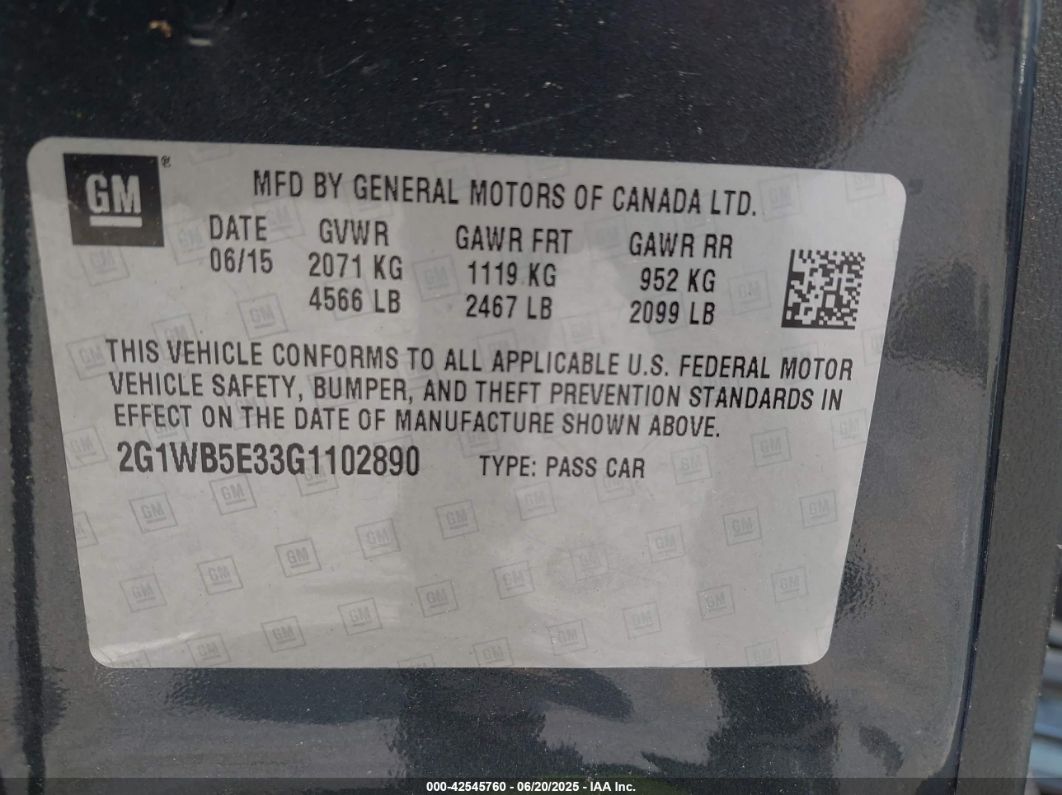 GM ®
MFD BY GENERAL MOTORS OF CANADA LTD.
DATE GVWR GAWR FRT GAWR RR
06/15 2071 KG 1119 KG 952 KG
4566 LB 2467 LB 2099 LB
THIS VEHICLE CONFORMS TO ALL APPLICABLE U.S. FEDERAL MOTOR
VEHICLE SAFETY, BUMPER, AND THEFT PREVENTION STANDARDS IN
EFFECT ON THE DATE OF MANUFACTURE SHOWN ABOVE.
2G1WB5E33G1102890 TYPE: PASS CAR
000-42545760 - 06/20/2025 - IAA Inc.